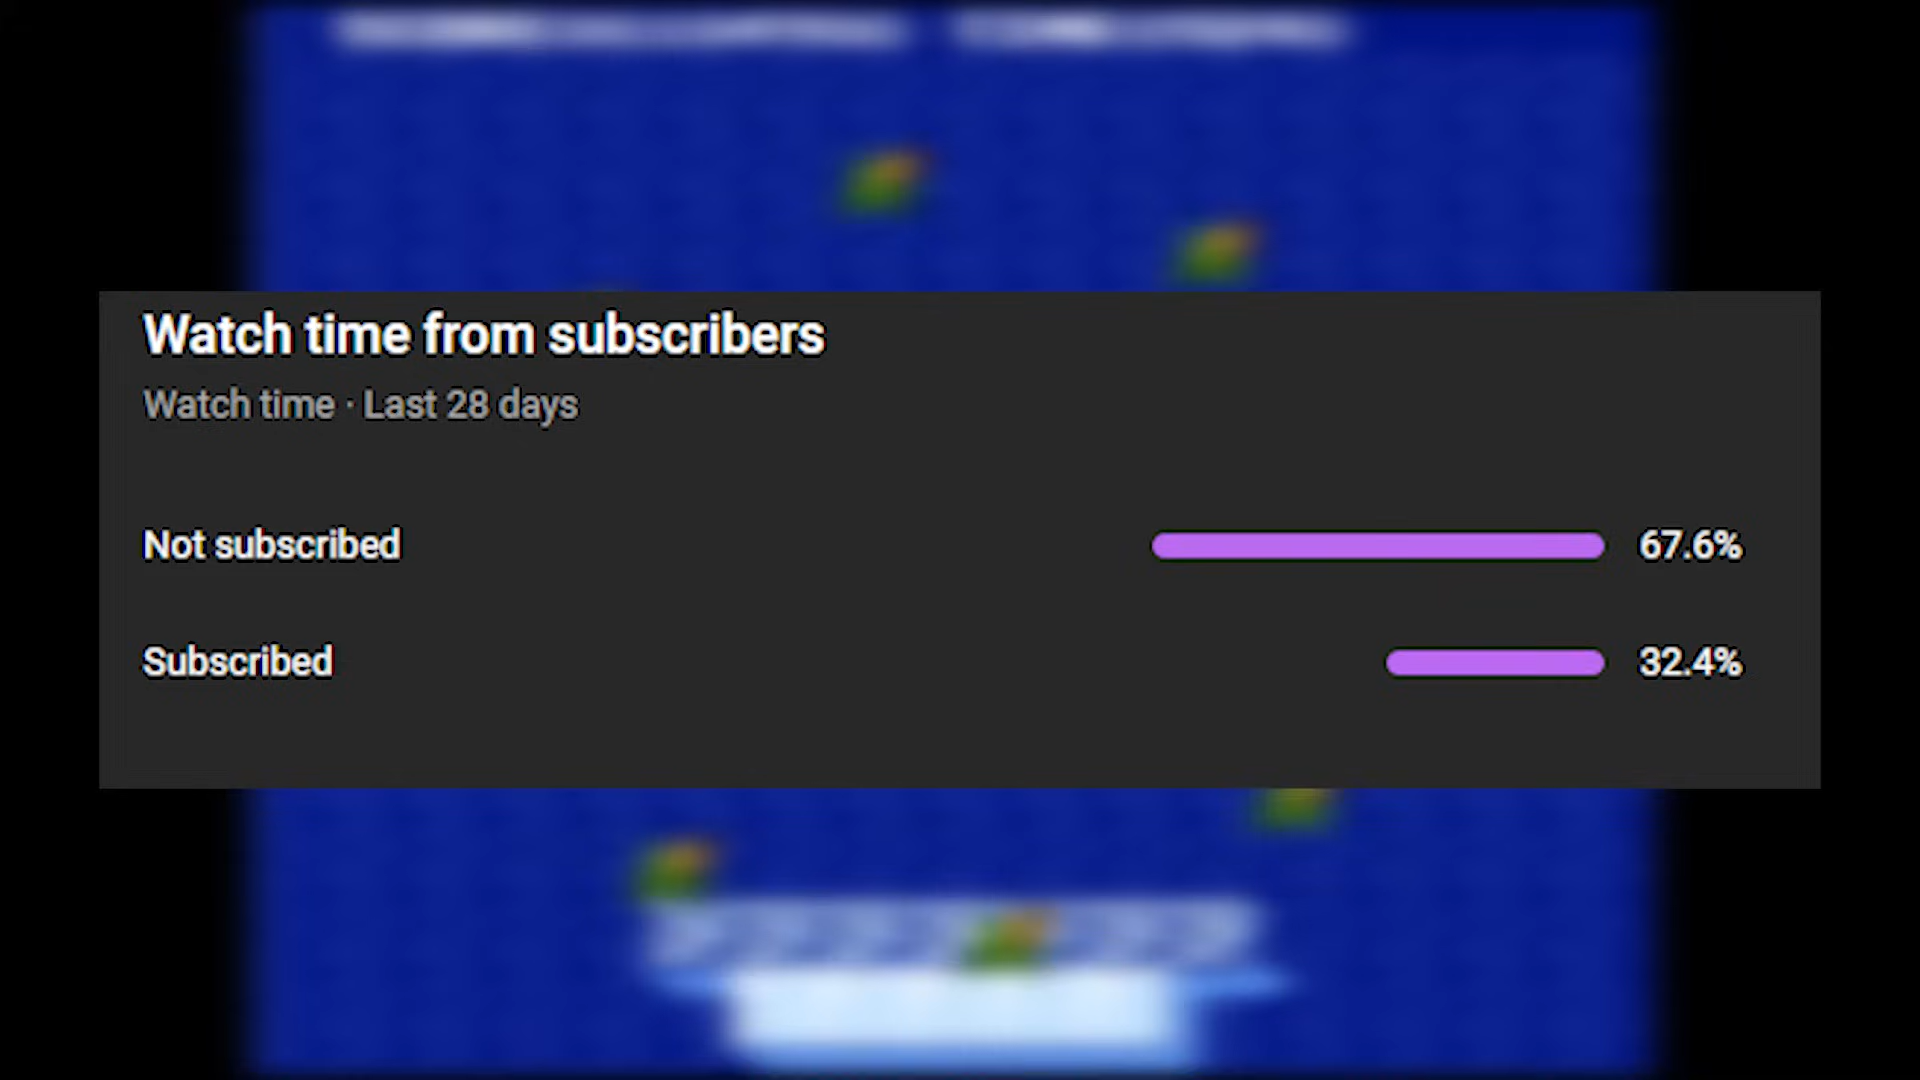 Watch time from subscribers
Watch time · Last 28 days
Not subscribed 67.6%
Subscribed 32.4%